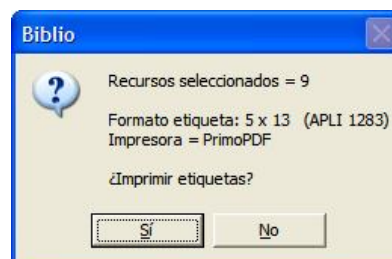 Biblio
Recursos seleccionados = 9
Formato etiqueta: 5 x 13 (APLI 1283)
Impresora = PrimoPDF
¿Imprimir etiquetas?
Sí
No